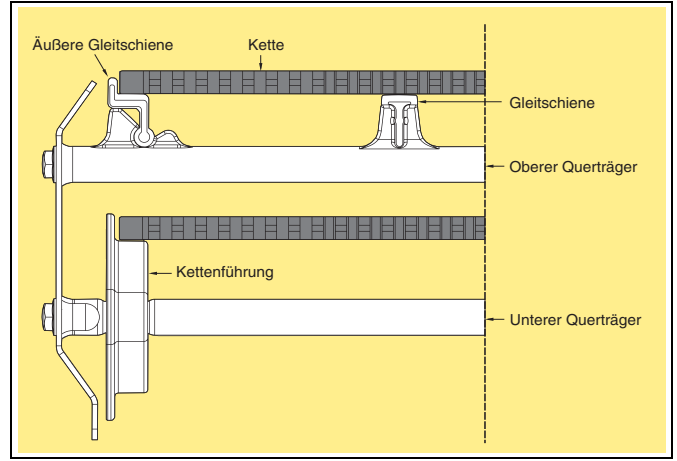 Äußere Gleitschiene
Kette
Gleitschiene
Oberer Querträger
Kettenführung
Unterer Querträger